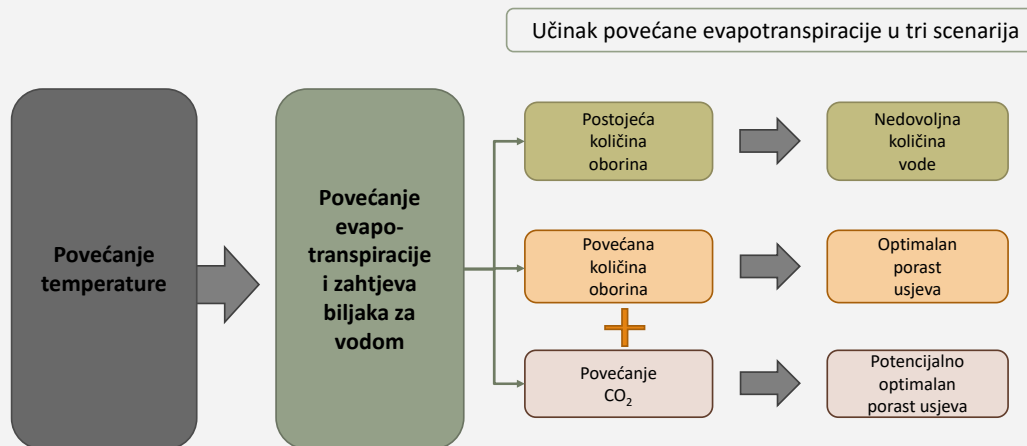 Učinak povećane evapotranspiracije u tri scenarija
Povećanje
temperature
Povećanje
evapo-
transpiracije
i zahtjeva
biljaka za
vodom
Postojeća
količina
oborina
Nedovoljna
količina
vode
Povećana
količina
oborina
Optimalan
porast
usjeva
Povećanje
CO₂
Potencijalno
optimalan
porast usjeva